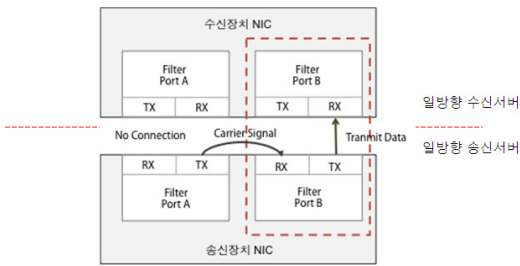 수신장치 NIC
Filter
Port A
Filter
Port B
TX
RX
TX
RX
일방향 수신서버
No Connection
Carrier Signal
Tranmit Data
일방향 송신서버
RX
TX
RX
TX
Filter
Port A
Filter
Port B
송신장치 NIC